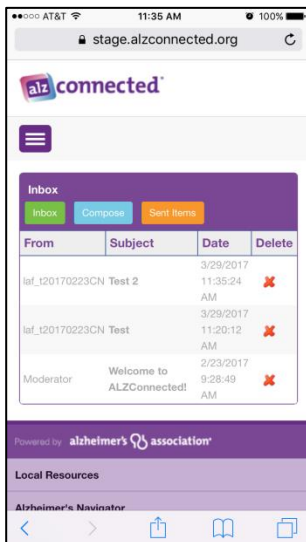 AT&T 11:35 AM 100%
stage.alzconnected.org
alz connected
Inbox
Inbox Compose Sent Items
From Subject Date Delete
laf_t20170223CN Test 2 3/29/2017 11:35:24 AM
laf_t20170223CN Test 3/29/2017 11:20:12 AM
Moderator Welcome to ALZConnected! 2/23/2017 9:28:49 AM
Powered by alzheimer's association
Local Resources
Alzheimer's Navigator